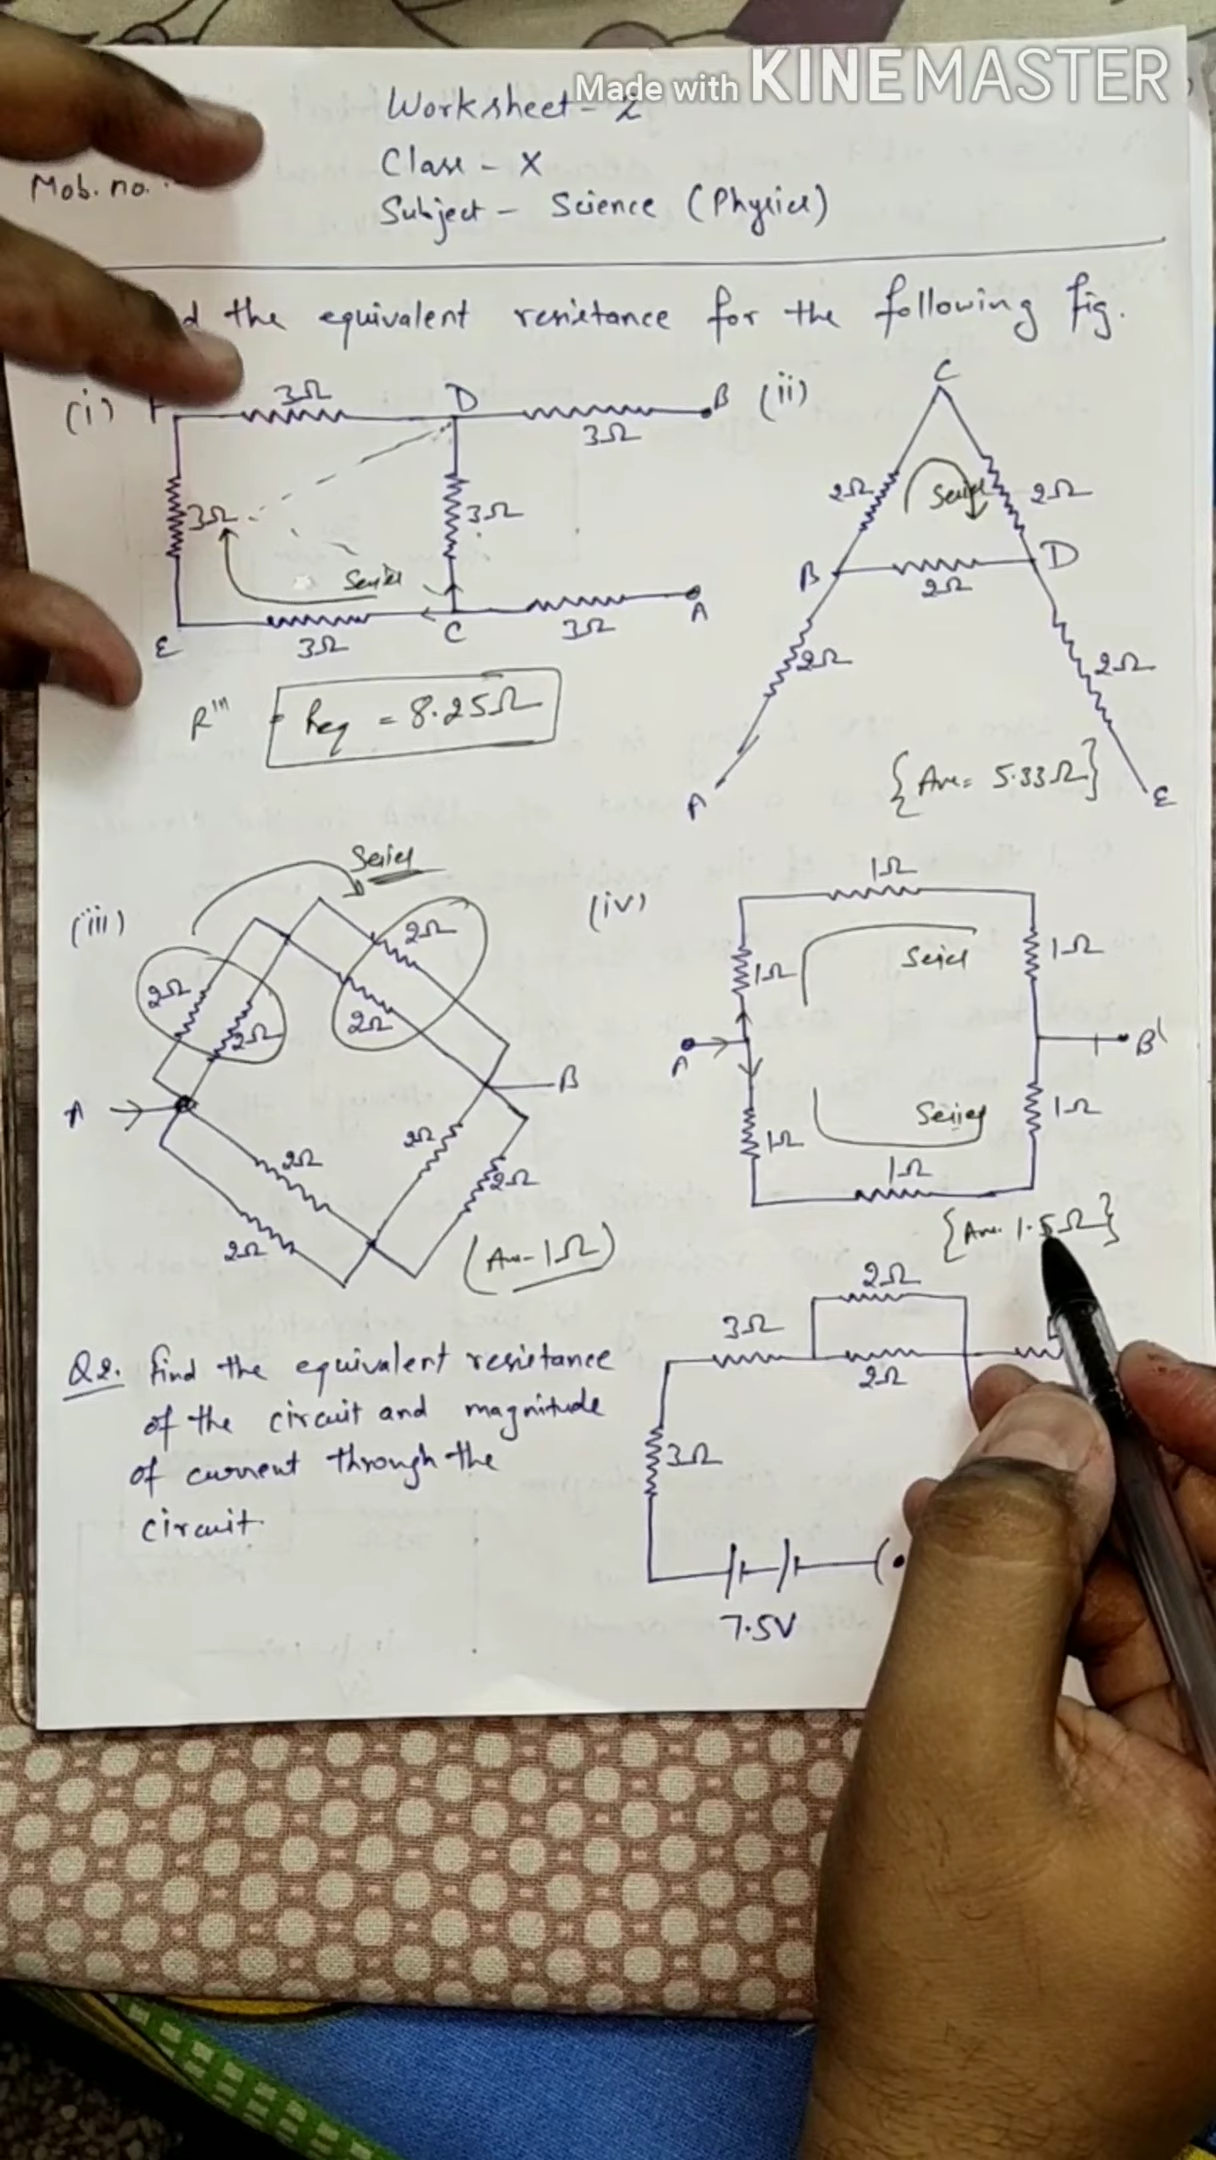 Made with KINEMASTER
Worksheet - 2
Class - X
Mob. no.
Subject - Science (Physics)
the equivalent resistance for the following fig.
(i)
3Ω
D
B
3Ω
3Ω
3Ω
Series
E
3Ω
C
3Ω
A
R'''
Req = 8.25Ω
(ii)
C
2Ω
Series
2Ω
B
2Ω
D
2Ω
2Ω
{Ans = 5.33Ω}
A
E
(iii)
Series
2Ω
2Ω
2Ω
2Ω
A
B
2Ω
2Ω
2Ω
2Ω
(Ans - 1Ω)
(iv)
1Ω
1Ω
Series
1Ω
A
B
1Ω
Series
1Ω
1Ω
{Ans. 1.5Ω}
Q2. find the equivalent resistance
of the circuit and magnitude
of current through the
circuit.
2Ω
3Ω
2Ω
3Ω
7.5V